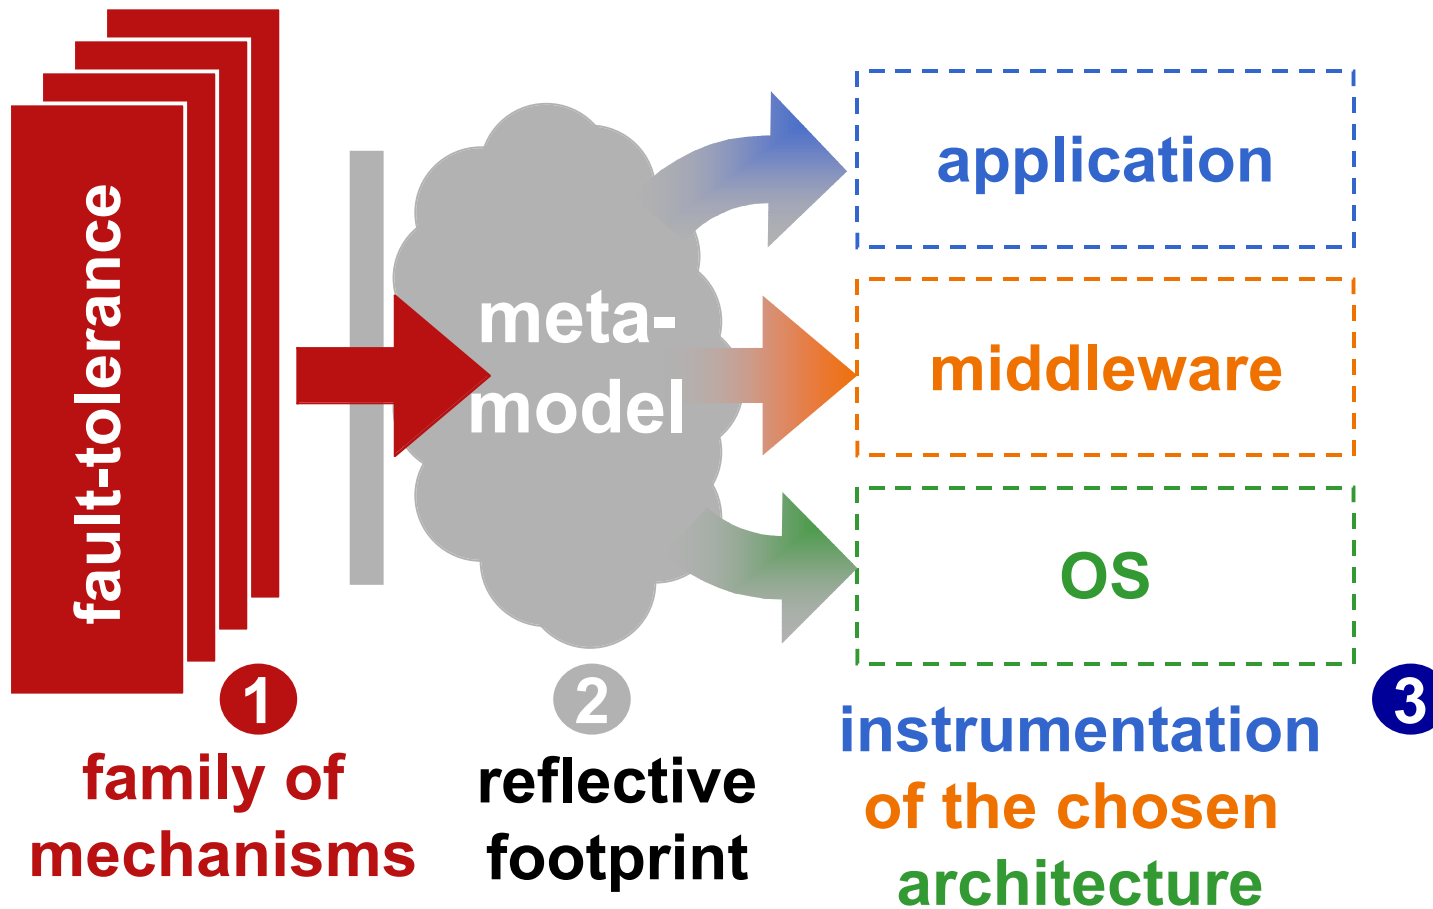 fault-tolerance
meta-
model
application
middleware
OS
1
family of
mechanisms
2
reflective
footprint
3
instrumentation
of the chosen
architecture